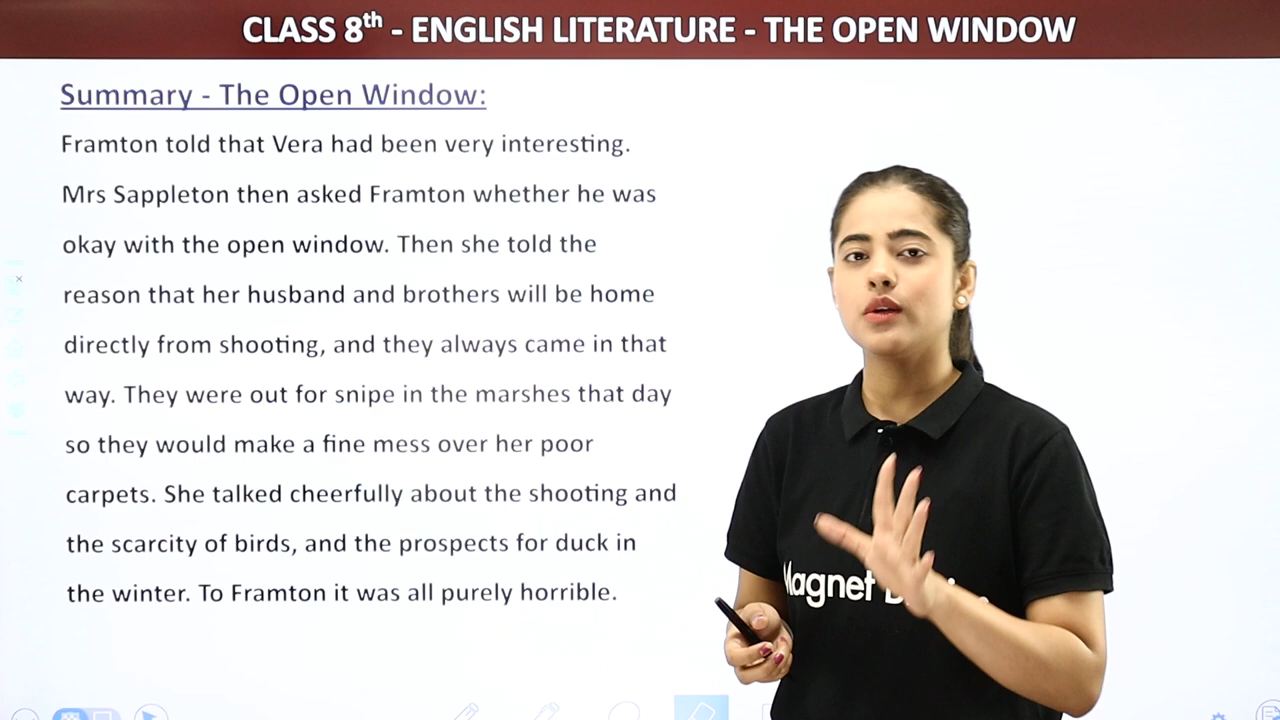 CLASS 8th - ENGLISH LITERATURE - THE OPEN WINDOW
Summary - The Open Window:
Framton told that Vera had been very interesting.
Mrs Sappleton then asked Framton whether he was
okay with the open window. Then she told the
reason that her husband and brothers will be home
directly from shooting, and they always came in that
way. They were out for snipe in the marshes that day
so they would make a fine mess over her poor
carpets. She talked cheerfully about the shooting and
the scarcity of birds, and the prospects for duck in
the winter. To Framton it was all purely horrible.
Magnet